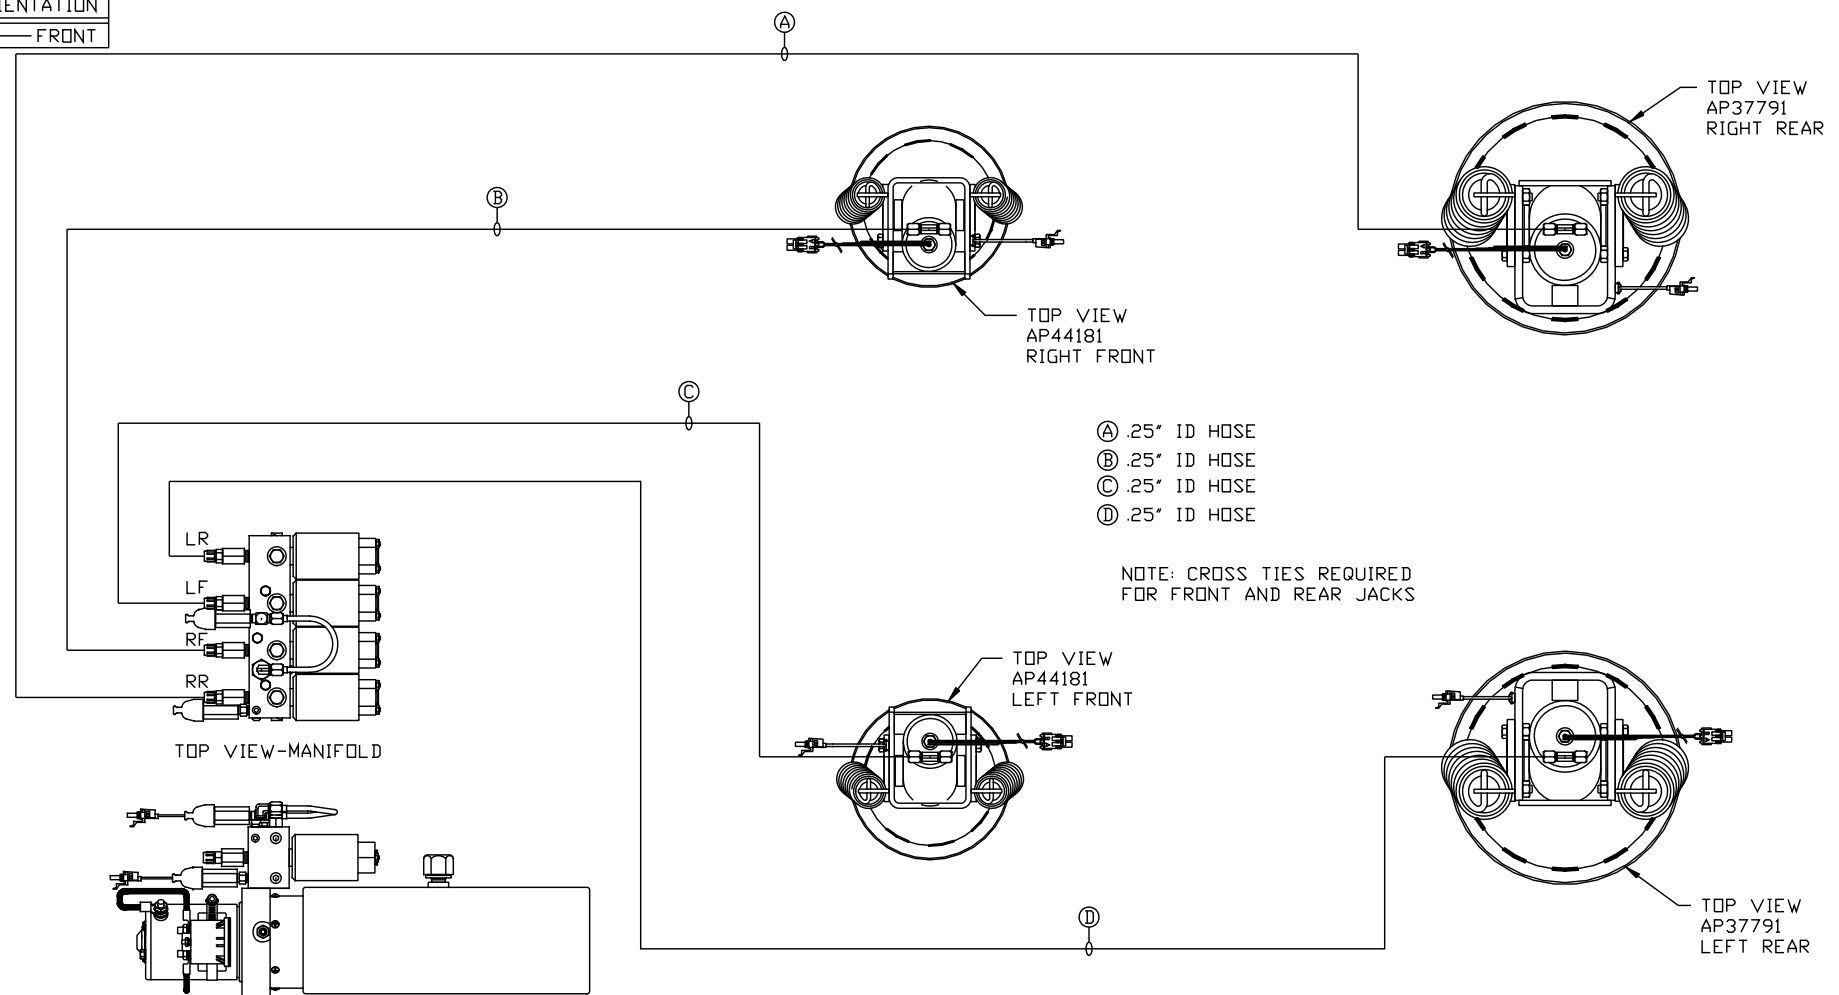 FRONT
A
TOP VIEW
AP37791
RIGHT REAR
B
TOP VIEW
AP44181
RIGHT FRONT
C
A .25" ID HOSE
B .25" ID HOSE
C .25" ID HOSE
D .25" ID HOSE
LR
LF
RF
RR
NOTE: CROSS TIES REQUIRED
FOR FRONT AND REAR JACKS
TOP VIEW
AP44181
LEFT FRONT
TOP VIEW-MANIFOLD
D
TOP VIEW
AP37791
LEFT REAR